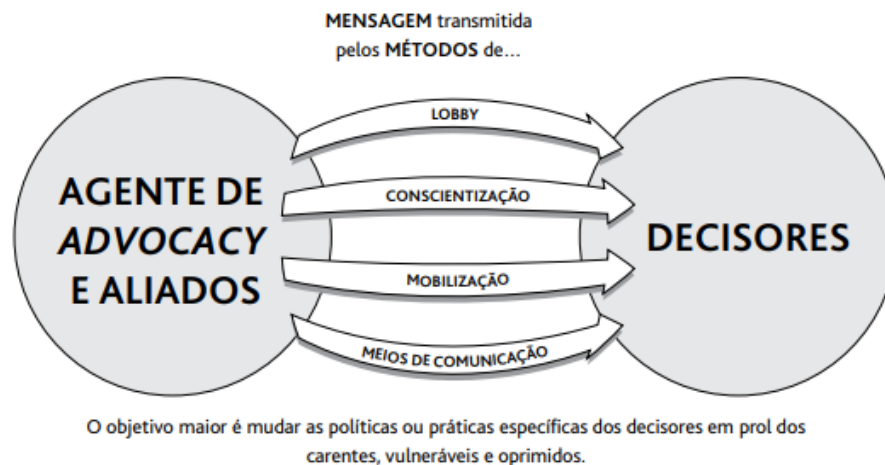 MENSAGEM transmitida
pelos MÉTODOS de...
LOBBY
CONSCIENTIZAÇÃO
MOBILIZAÇÃO
MEIOS DE COMUNICAÇÃO
AGENTE DE
ADVOCACY
E ALIADOS
DECISORES
O objetivo maior é mudar as políticas ou práticas específicas dos decisores em prol dos
carentes, vulneráveis e oprimidos.